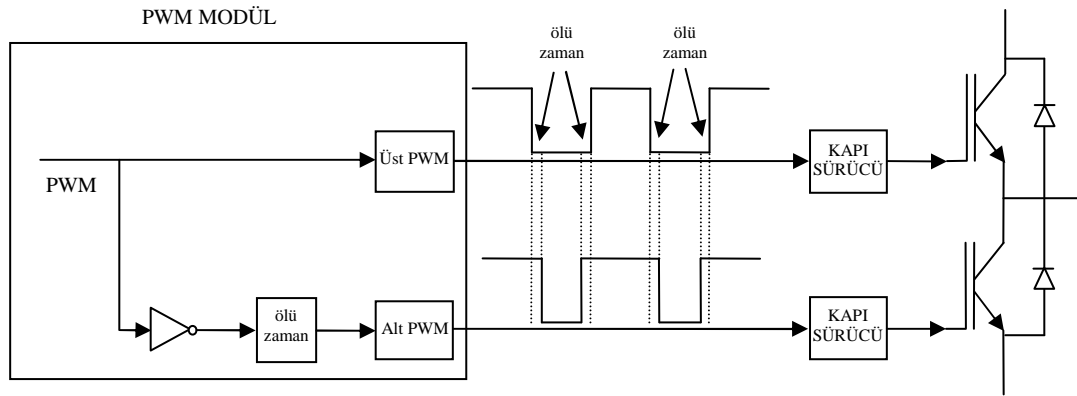 PWM MODÜL
ölü
zaman
ölü
zaman
Üst PWM
KAPI
SÜRÜCÜ
PWM
ölü
zaman
Alt PWM
KAPI
SÜRÜCÜ